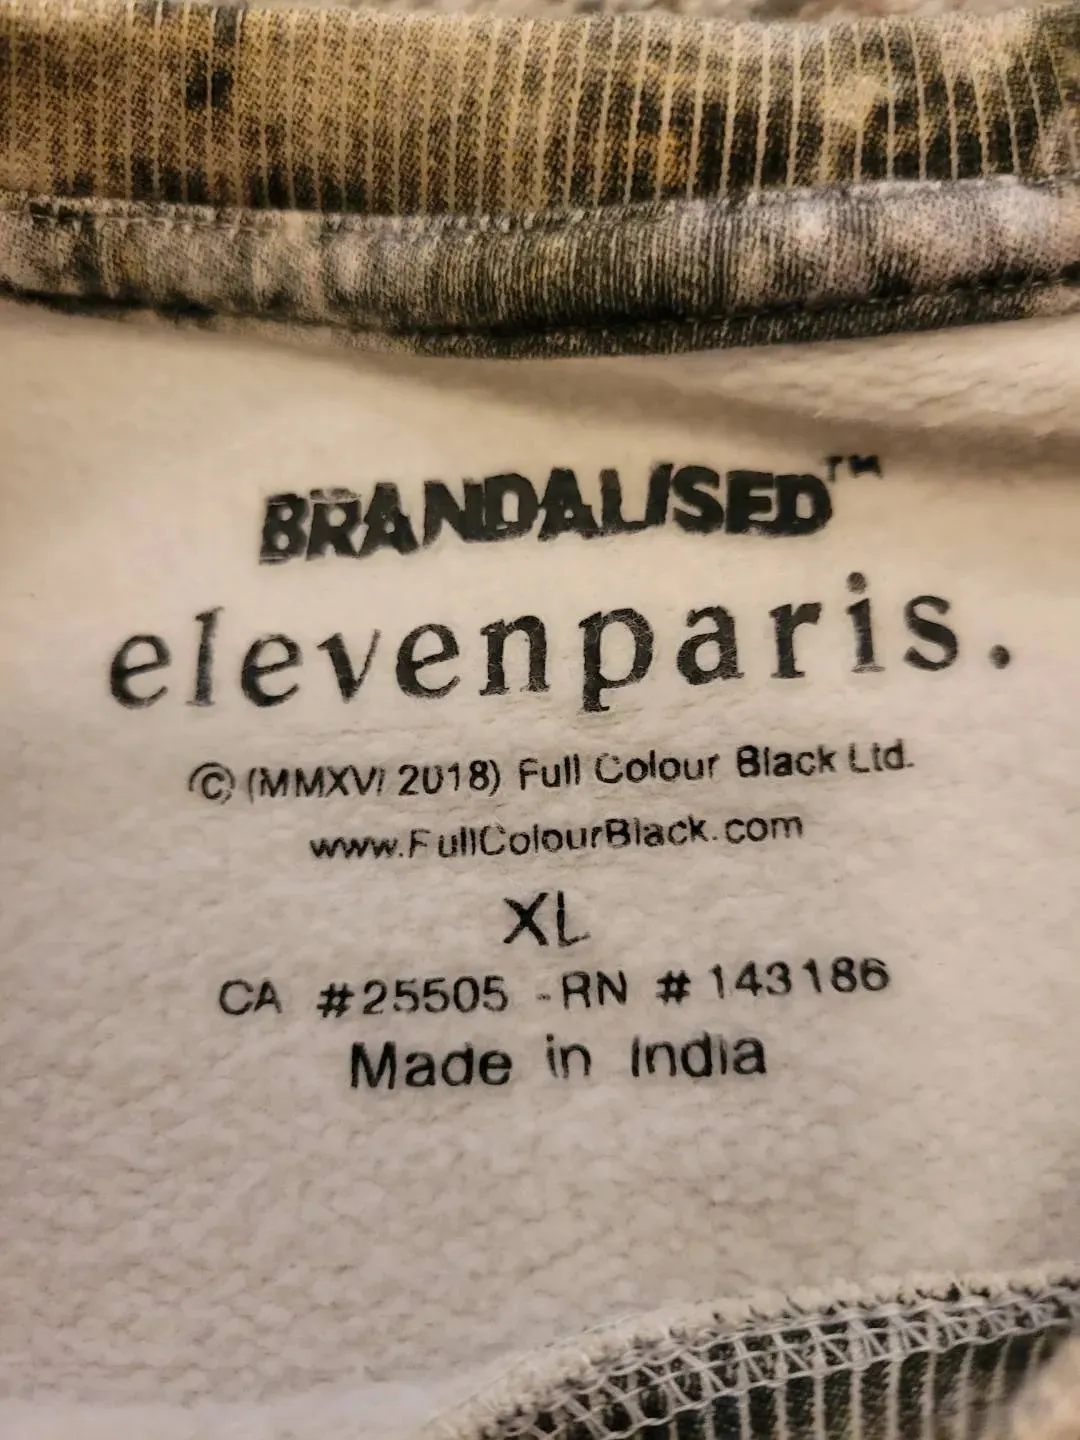 BRANDALISED™
elevenparis.
© (MMXVI 2018) Full Colour Black Ltd.
www.FullColourBlack.com
XL
CA #25505 - RN # 143186
Made in India